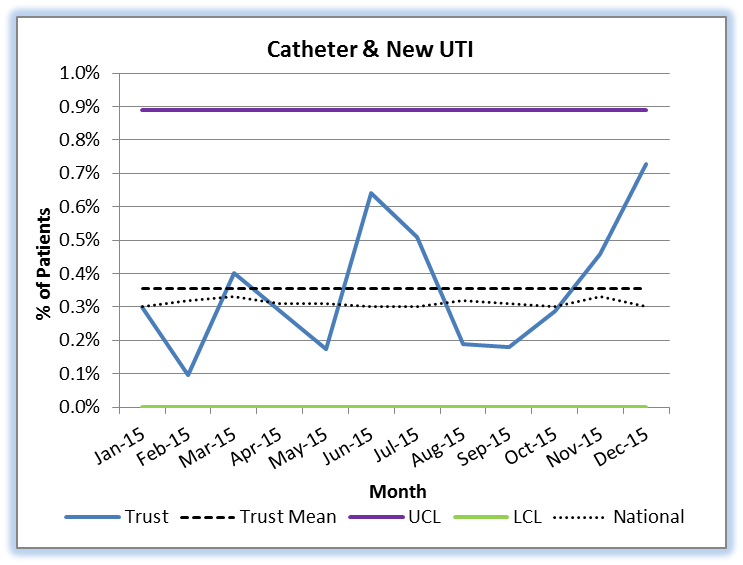 Catheter & New UTI
1.0%
0.9%
0.8%
0.7%
0.6%
0.5%
0.4%
0.3%
0.2%
0.1%
0.0%
% of Patients
Jan-15 Feb-15 Mar-15 Apr-15 May-15 Jun-15 Jul-15 Aug-15 Sep-15 Oct-15 Nov-15 Dec-15
Month
Trust Trust Mean UCL LCL National